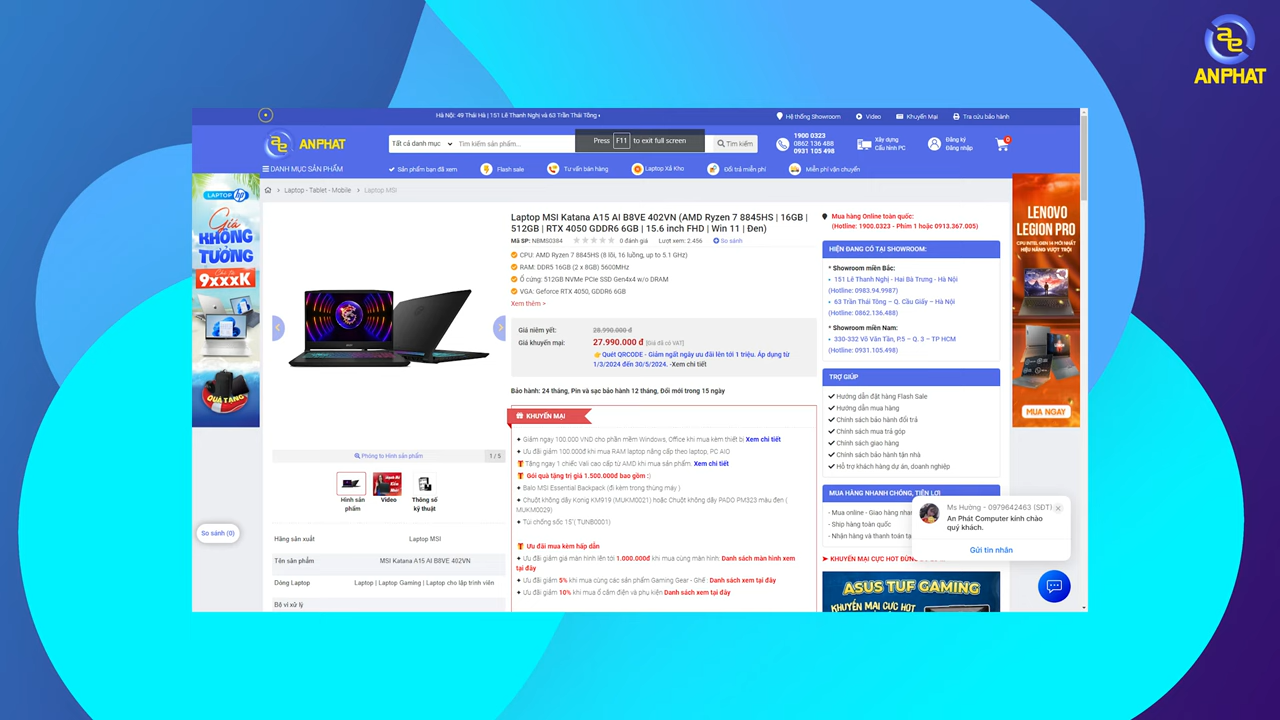 ANPHAT
Hà Nội: 49 Thái Hà | 151 Lê Thanh Nghị và 63 Trần Thái Tông •
Hệ thống Showroom
Video
Khuyến Mại
Tra cứu bảo hành
ANPHAT
Tất cả danh mục
Tìm kiếm sản phẩm...
Press F11 to exit full screen
Tìm kiếm
1900 0323
0862 136 488
0931 105 498
Xây dựng
Cấu hình PC
Đăng ký
Đăng nhập
0
DANH MỤC SẢN PHẨM
Sản phẩm bạn đã xem
Flash sale
Tư vấn bán hàng
Laptop Xả Kho
Đổi trả miễn phí
Miễn phí vận chuyển
Laptop - Tablet - Mobile > Laptop MSI
LAPTOP hp
Giá
KHÔNG
TƯỞNG
Chỉ từ
9XXXK
QUÀ TẶNG
Laptop MSI Katana A15 AI B8VE 402VN (AMD Ryzen 7 8845HS | 16GB |
512GB | RTX 4050 GDDR6 6GB | 15.6 inch FHD | Win 11 | Đen)
Mã SP: NBMS0384
0 đánh giá
Lượt xem: 2.456
So sánh
CPU: AMD Ryzen 7 8845HS (8 lõi, 16 luồng, up to 5.1 GHz)
RAM: DDR5 16GB (2 x 8GB) 5600MHz
Ổ cứng: 512GB NVMe PCIe SSD Gen4x4 w/o DRAM
VGA: Geforce RTX 4050, GDDR6 6GB
Xem thêm >
Giá niêm yết: 28.990.000 đ
Giá khuyến mại: 27.990.000 đ [Giá đã có VAT]
Quét QRCODE - Giảm ngất ngây ưu đãi lên tới 1 triệu. Áp dụng từ
1/3/2024 đến 30/5/2024. -Xem chi tiết
Bảo hành: 24 tháng, Pin và sạc bảo hành 12 tháng, Đổi mới trong 15 ngày
KHUYẾN MẠI
Giảm ngay 100.000 VND cho phần mềm Windows, Office khi mua kèm thiết bị Xem chi tiết
Ưu đãi giảm 100.000đ khi mua RAM laptop nâng cấp theo laptop, PC AIO
Tặng ngay 1 chiếc Vali cao cấp từ AMD khi mua sản phẩm. Xem chi tiết
Gói quà tặng trị giá 1.500.000đ bao gồm :)
Balo MSI Essential Backpack (đi kèm trong thùng máy )
Chuột không dây Konig KM919 (MUKM0021) hoặc Chuột không dây PADO PM323 màu đen (
MUKM0029)
Túi chống sốc 15"( TUNB0001)
Ưu đãi mua kèm hấp dẫn
Ưu đãi giảm giá màn hình lên tới 1.000.000đ khi mua cùng màn hình: Danh sách màn hình xem
tại đây
Ưu đãi giảm 5% khi mua cùng các sản phẩm Gaming Gear - Ghế : Danh sách xem tại đây
Ưu đãi giảm 10% khi mua ổ cắm điện và phụ kiện Danh sách xem tại đây
Phóng to Hình sản phẩm
1 / 5
Hình sản
phẩm
Video
Thông số
kỹ thuật
So sánh (0)
Hãng sản xuất
Laptop MSI
Tên sản phẩm
MSI Katana A15 AI B8VE 402VN
Dòng Laptop
Laptop | Laptop Gaming | Laptop cho lập trình viên
Bộ vi xử lý
Mua hàng Online toàn quốc:
(Hotline: 1900.0323 - Phím 1 hoặc 0913.367.005)
HIỆN ĐANG CÓ TẠI SHOWROOM:
* Showroom miền Bắc:
151 Lê Thanh Nghị - Hai Bà Trưng - Hà Nội
(Hotline: 0983.94.9987)
63 Trần Thái Tông – Q. Cầu Giấy – Hà Nội
(Hotline: 0862.136.488)
* Showroom miền Nam:
330-332 Võ Văn Tần, P.5 – Q. 3 – TP HCM
(Hotline: 0931.105.498)
TRỢ GIÚP
Hướng dẫn đặt hàng Flash Sale
Hướng dẫn mua hàng
Chính sách bảo hành đổi trả
Chính sách mua trả góp
Chính sách giao hàng
Chính sách bảo hành tận nhà
Hỗ trợ khách hàng dự án, doanh nghiệp
MUA HÀNG NHANH CHÓNG, TIỆN LỢI
- Mua online - Giao hàng nhan
- Ship hàng toàn quốc
- Nhận hàng và thanh toán tạ
KHUYẾN MẠI CỰC HOT ĐỪNG
Ms Hường - 0979642463 (SĐT)
An Phát Computer kính chào
quý khách.
Gửi tin nhắn
ASUS TUF GAMING
KHUYẾN MẠI CỰC HOT
LENOVO
LEGION PRO
MUA NGAY